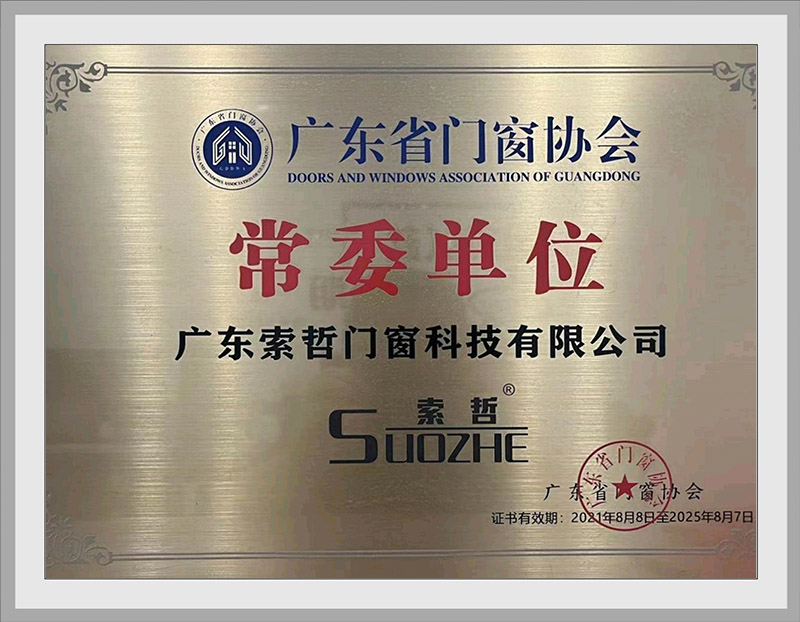 广东省门窗协会
DOORS AND WINDOWS ASSOCIATION OF GUANGDONG
常委单位
广东索哲门窗科技有限公司
索哲®
SUOZHE
广东省门窗协会
证书有效期：2021年8月8日至2025年8月7日